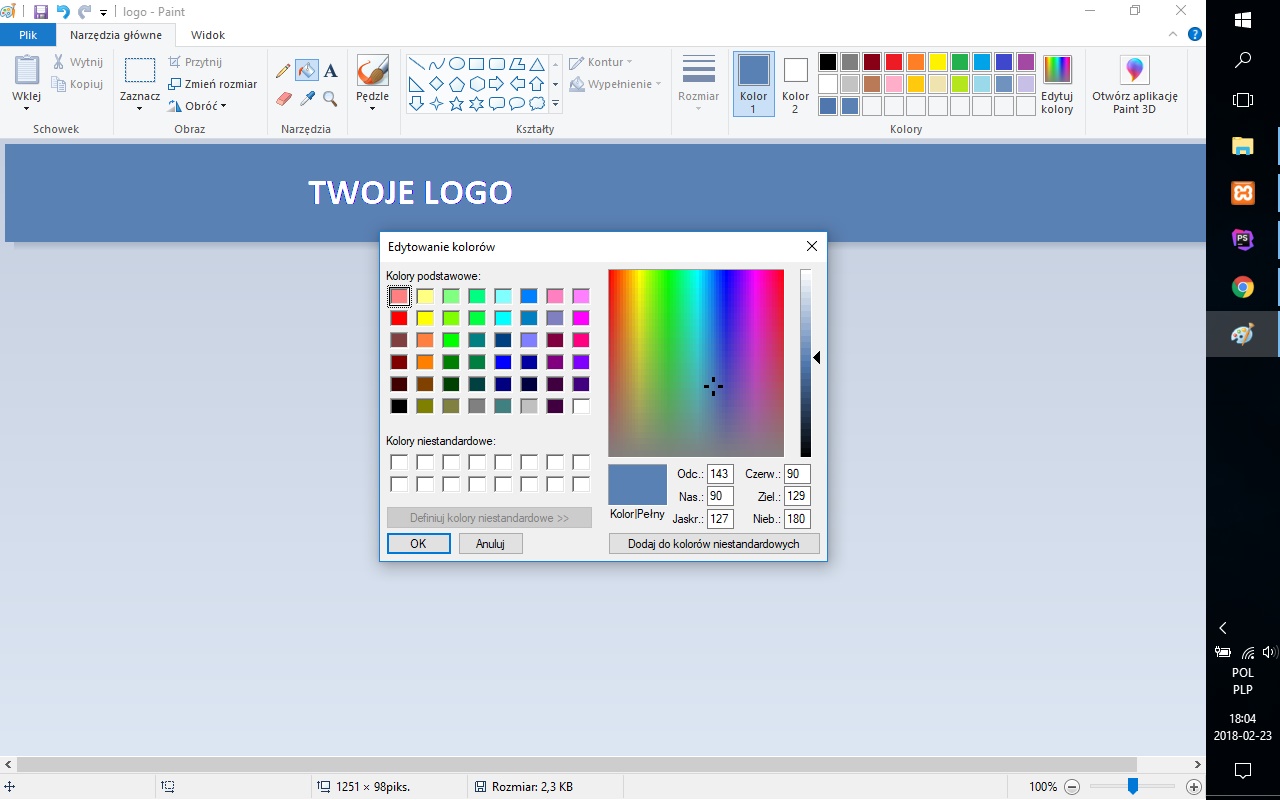 logo - Paint
Plik Narzędzia główne Widok
Wklej
Wytnij
Kopiuj
Schowek
Zaznacz
Przytnij
Zmień rozmiar
Obróć
Obraz
A
Narzędzia
Pędzle
Kontur
Wypełnienie
Kształty
Rozmiar
Kolor
1
Kolor
2
Edytuj
kolory
Kolory
Otwórz aplikację
Paint 3D
TWOJE LOGO
Edytowanie kolorów
Kolory podstawowe:
Kolory niestandardowe:
Definiuj kolory niestandardowe >>
OK Anuluj
Kolor|Pełny
Odc.: 143 Czerw.: 90
Nas.: 90 Ziel.: 129
Jaskr.: 127 Nieb.: 180
Dodaj do kolorów niestandardowych
1251 × 98piks. Rozmiar: 2,3 KB 100%
PS
POL
PLP
18:04
2018-02-23